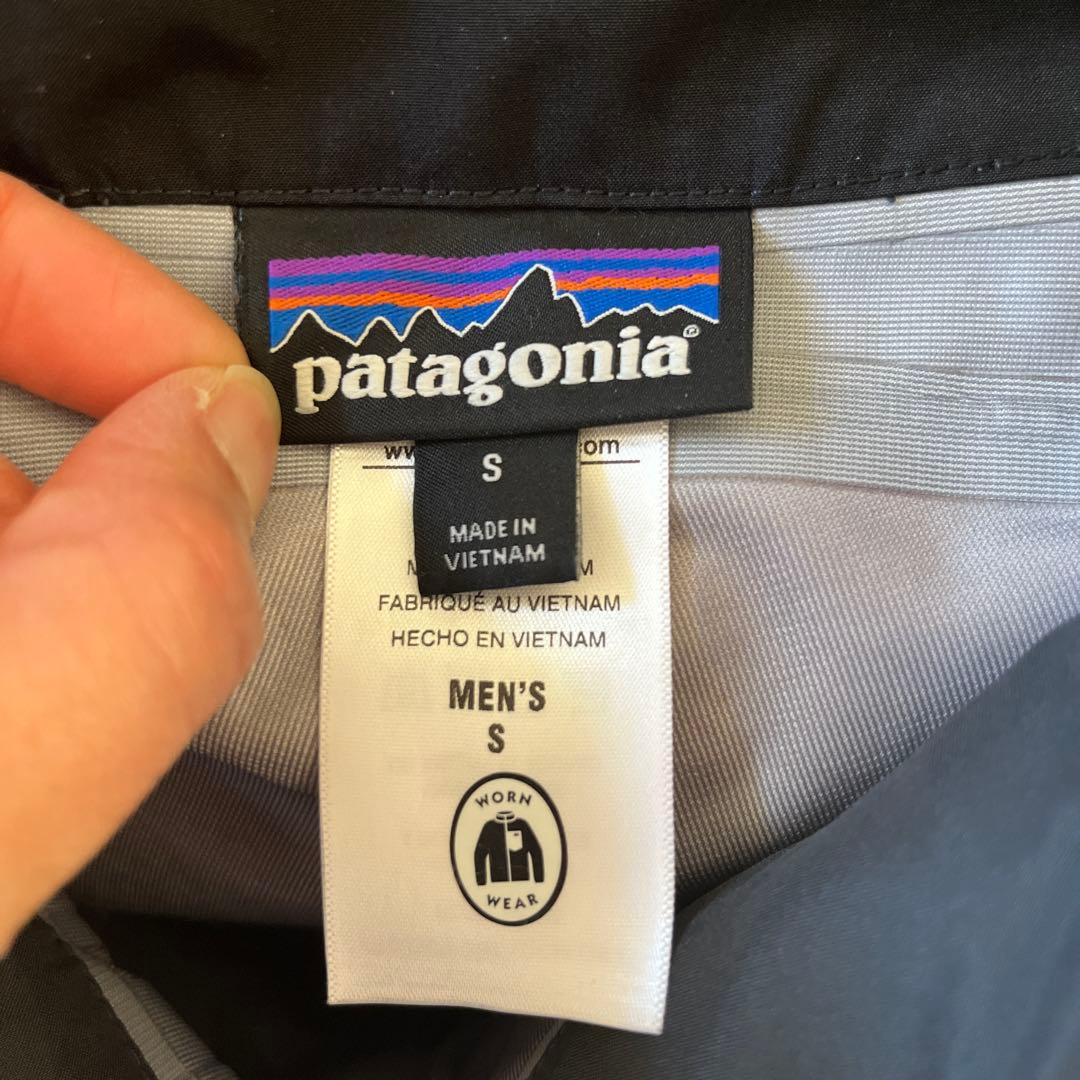 patagonia®
S
MADE IN
VIETNAM
FABRIQUÉ AU VIETNAM
HECHO EN VIETNAM
MEN'S
S
WORN
WEAR